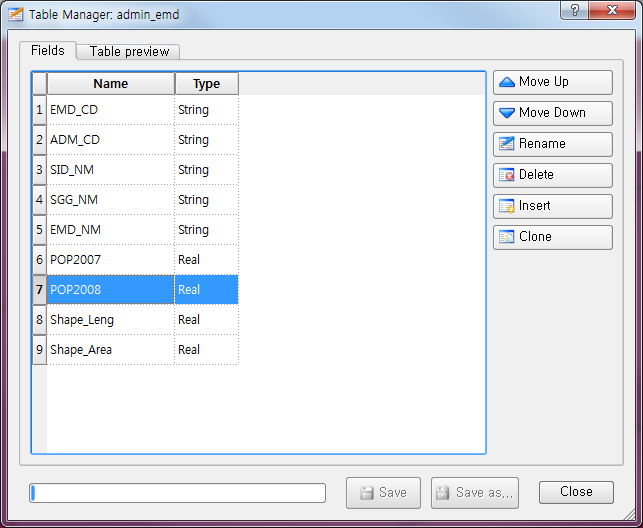 Table Manager: admin_emd
?
Fields Table preview
Name Type
1 EMD_CD String
2 ADM_CD String
3 SID_NM String
4 SGG_NM String
5 EMD_NM String
6 POP2007 Real
7 POP2008 Real
8 Shape_Leng Real
9 Shape_Area Real
Move Up
Move Down
Rename
Delete
Insert
Clone
Save Save as... Close